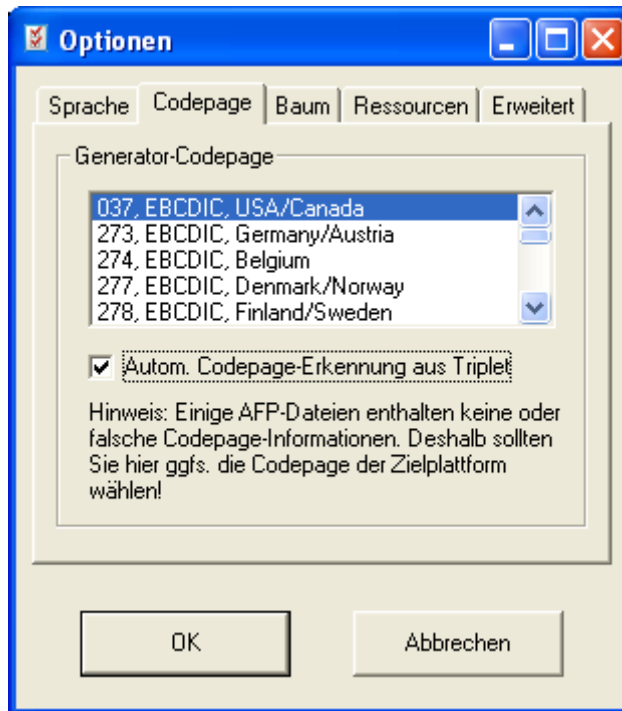 Optionen
Sprache Codepage Baum Ressourcen Erweitert
Generator-Codepage
037, EBCDIC, USA/Canada
273, EBCDIC, Germany/Austria
274, EBCDIC, Belgium
277, EBCDIC, Denmark/Norway
278, EBCDIC, Finland/Sweden
Autom. Codepage-Erkennung aus Triplet
Hinweis: Einige AFP-Dateien enthalten keine oder
falsche Codepage-Informationen. Deshalb sollten
Sie hier ggfs. die Codepage der Zielplattform
wählen!
OK Abbrechen